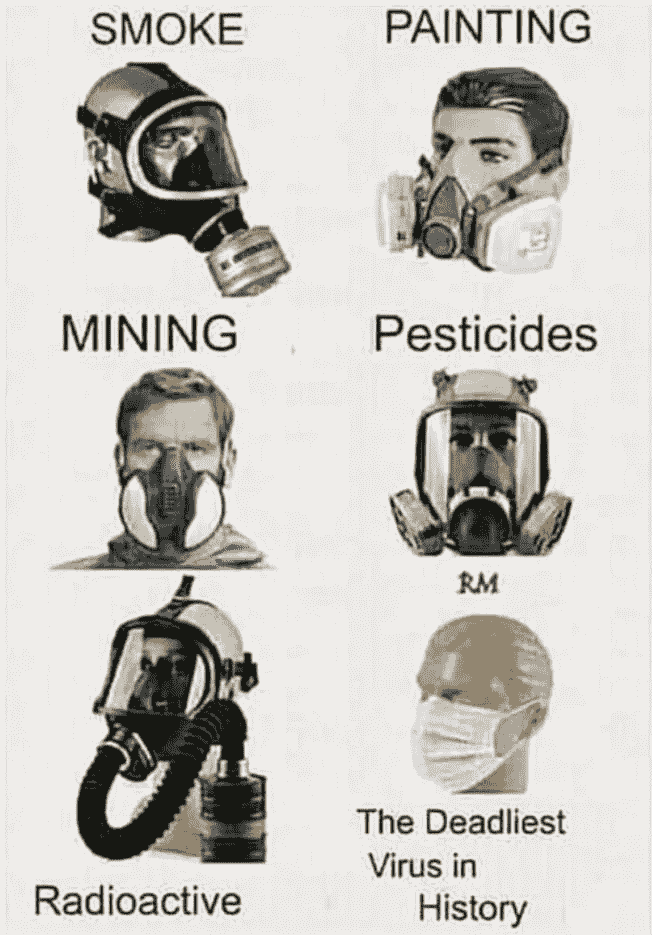 SMOKE
PAINTING
MINING
Pesticides
RM
Radioactive
The Deadliest
Virus in
History